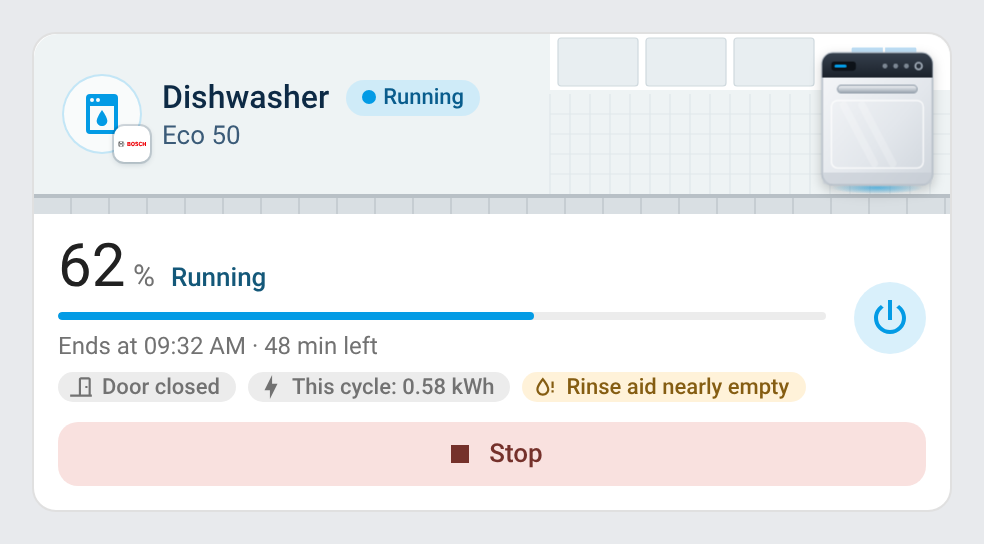 Dishwasher
Running
Eco 50
BOSCH
62 % Running
Ends at 09:32 AM · 48 min left
Door closed
This cycle: 0.58 kWh
Rinse aid nearly empty
Stop